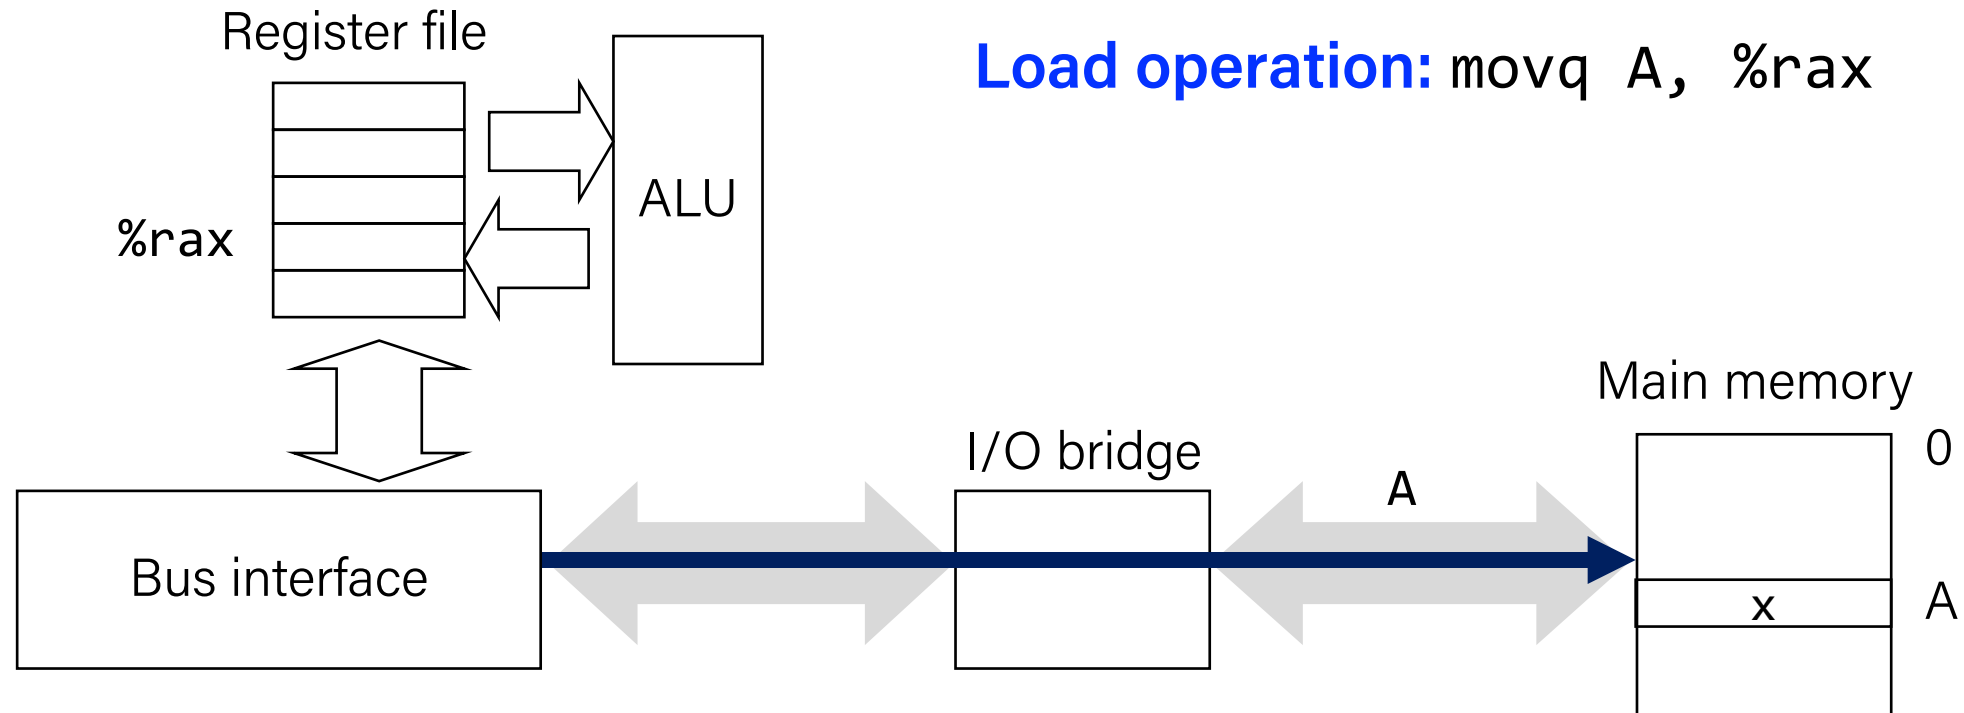 Register file
Load operation: movq A, %rax
ALU
%rax
Main memory
I/O bridge
0
A
Bus interface
x
A